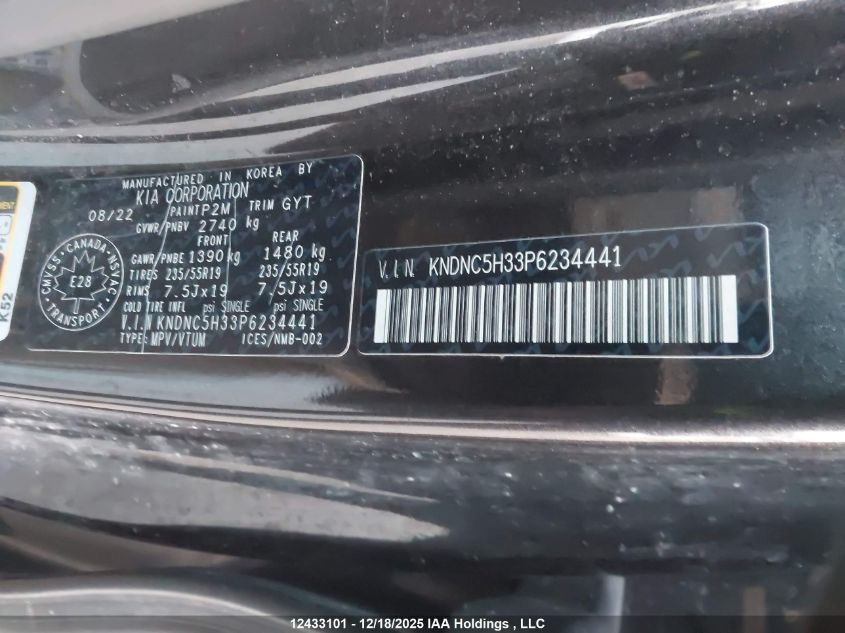 MANUFACTURED IN KOREA BY
KIA CORPORATION
08/22 PAINT P2M TRIM GYT
GVWR/PNBV 2740 kg
FRONT REAR
GAWR/PNBE 1390 kg 1480 kg
TIRES 235/55R19 235/55R19
RIMS 7.5Jx19 7.5Jx19
COLD TIRE INFL psi SINGLE psi SINGLE
V.I.N KNDNC5H33P6234441
TYPE: MPV/VTUM ICES/NMB-002
CMVSS·CANADA·NSVAC
E28
TRANSPORT
K52
V.I.N. KNDNC5H33P6234441
12433101 - 12/18/2025 IAA Holdings , LLC